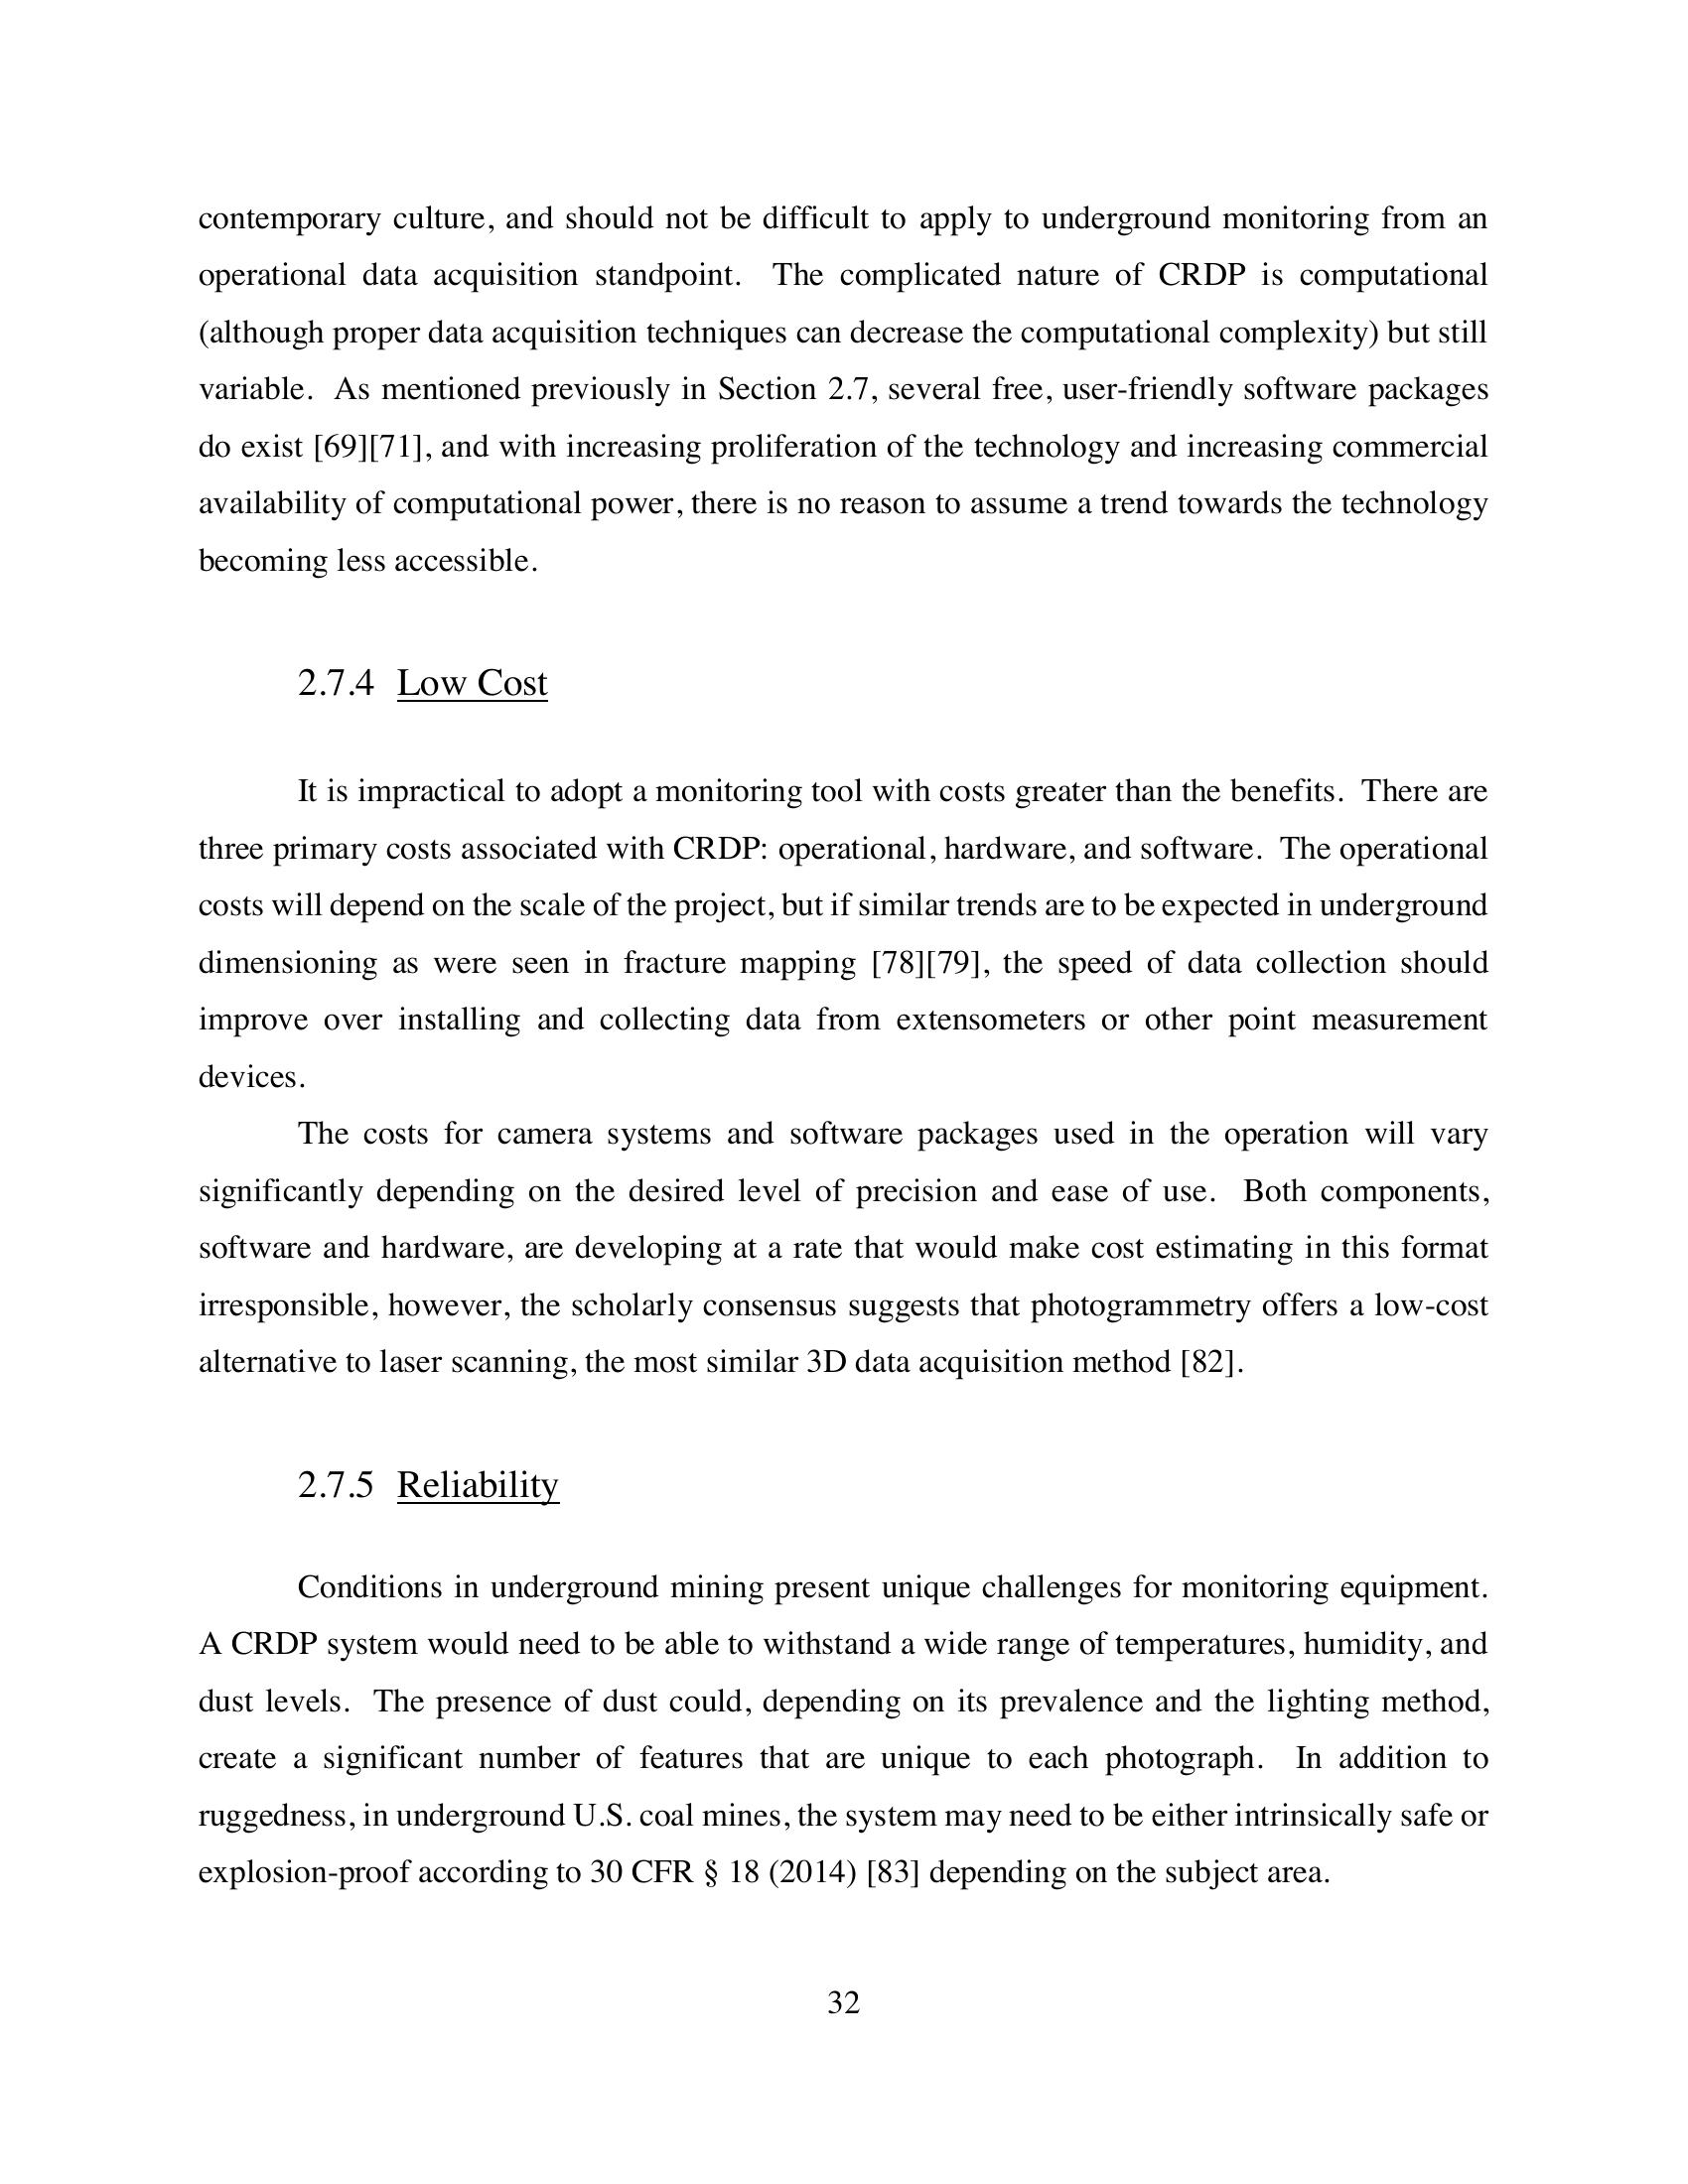 contemporary culture, and should not be difficult to apply to underground monitoring from an
operational data acquisition standpoint. The complicated nature of CRDP is computational
(although proper data acquisition techniques can decrease the computational complexity) but still
variable. As mentioned previously in Section 2.7, several free, user-friendly software packages
do exist [69][71], and with increasing proliferation of the technology and increasing commercial
availability of computational power, there is no reason to assume a trend towards the technology
becoming less accessible.
2.7.4 Low Cost
It is impractical to adopt a monitoring tool with costs greater than the benefits. There are
three primary costs associated with CRDP: operational, hardware, and software. The operational
costs will depend on the scale of the project, but if similar trends are to be expected in underground
dimensioning as were seen in fracture mapping [78][79], the speed of data collection should
improve over installing and collecting data from extensometers or other point measurement
devices.
The costs for camera systems and software packages used in the operation will vary
significantly depending on the desired level of precision and ease of use. Both components,
software and hardware, are developing at a rate that would make cost estimating in this format
irresponsible, however, the scholarly consensus suggests that photogrammetry offers a low-cost
alternative to laser scanning, the most similar 3D data acquisition method [82].
2.7.5 Reliability
Conditions in underground mining present unique challenges for monitoring equipment.
A CRDP system would need to be able to withstand a wide range of temperatures, humidity, and
dust levels. The presence of dust could, depending on its prevalence and the lighting method,
create a significant number of features that are unique to each photograph. In addition to
ruggedness, in underground U.S. coal mines, the system may need to be either intrinsically safe or
explosion-proof according to 30 CFR § 18 (2014) [83] depending on the subject area.
32